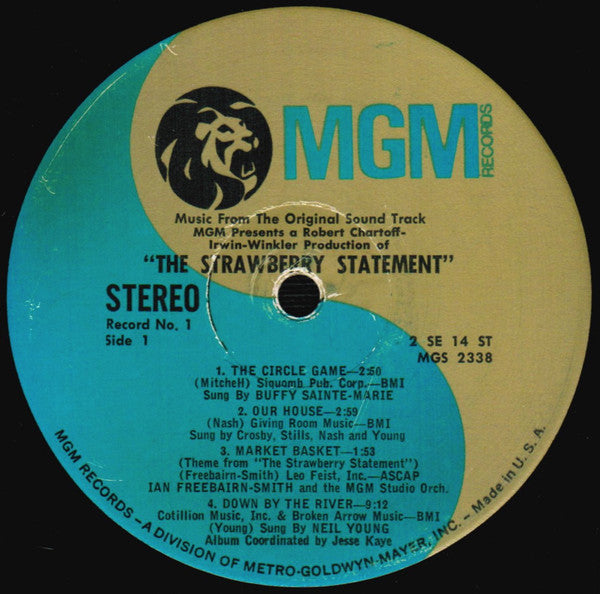 MGM
RECORDS
Music From The Original Sound Track
MGM Presents a Robert Chartoff-
Irwin-Winkler Production of
"THE STRAWBERRY STATEMENT"
STEREO
Record No. 1
Side 1
2 SE 14 ST
MGS 2338
1. THE CIRCLE GAME—2:50
(Mitchell) Siquomb Pub. Corp.—BMI
Sung By BUFFY SAINTE-MARIE
2. OUR HOUSE—2:59
(Nash) Giving Room Music—BMI
Sung by Crosby, Stills, Nash and Young
3. MARKET BASKET—1:53
(Theme from "The Strawberry Statement")
(Freebairn-Smith) Leo Feist, Inc.—ASCAP
IAN FREEBAIRN-SMITH and the MGM Studio Orch.
4. DOWN BY THE RIVER—9:12
Cotillion Music, Inc. & Broken Arrow Music—BMI
(Young) Sung By NEIL YOUNG
Album Coordinated by Jesse Kaye
MGM RECORDS—A DIVISION OF METRO-GOLDWYN-MAYER, INC. — Made in U. S. A.